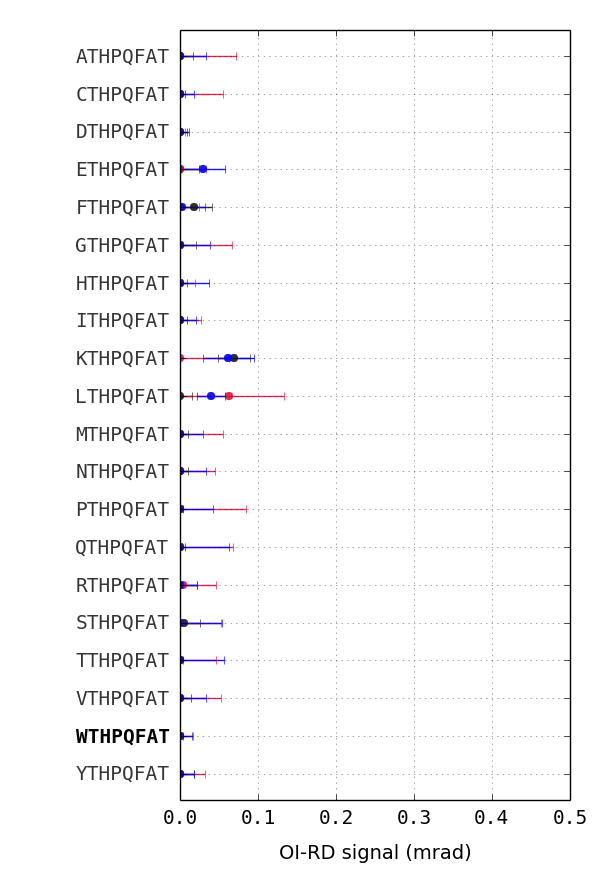 ATHPQFAT
CTHPQFAT
DTHPQFAT
ETHPQFAT
FTHPQFAT
GTHPQFAT
HTHPQFAT
ITHPQFAT
KTHPQFAT
LTHPQFAT
MTHPQFAT
NTHPQFAT
PTHPQFAT
QTHPQFAT
RTHPQFAT
STHPQFAT
TTHPQFAT
VTHPQFAT
WTHPQFAT
YTHPQFAT
0.0 0.1 0.2 0.3 0.4 0.5
OI-RD signal (mrad)